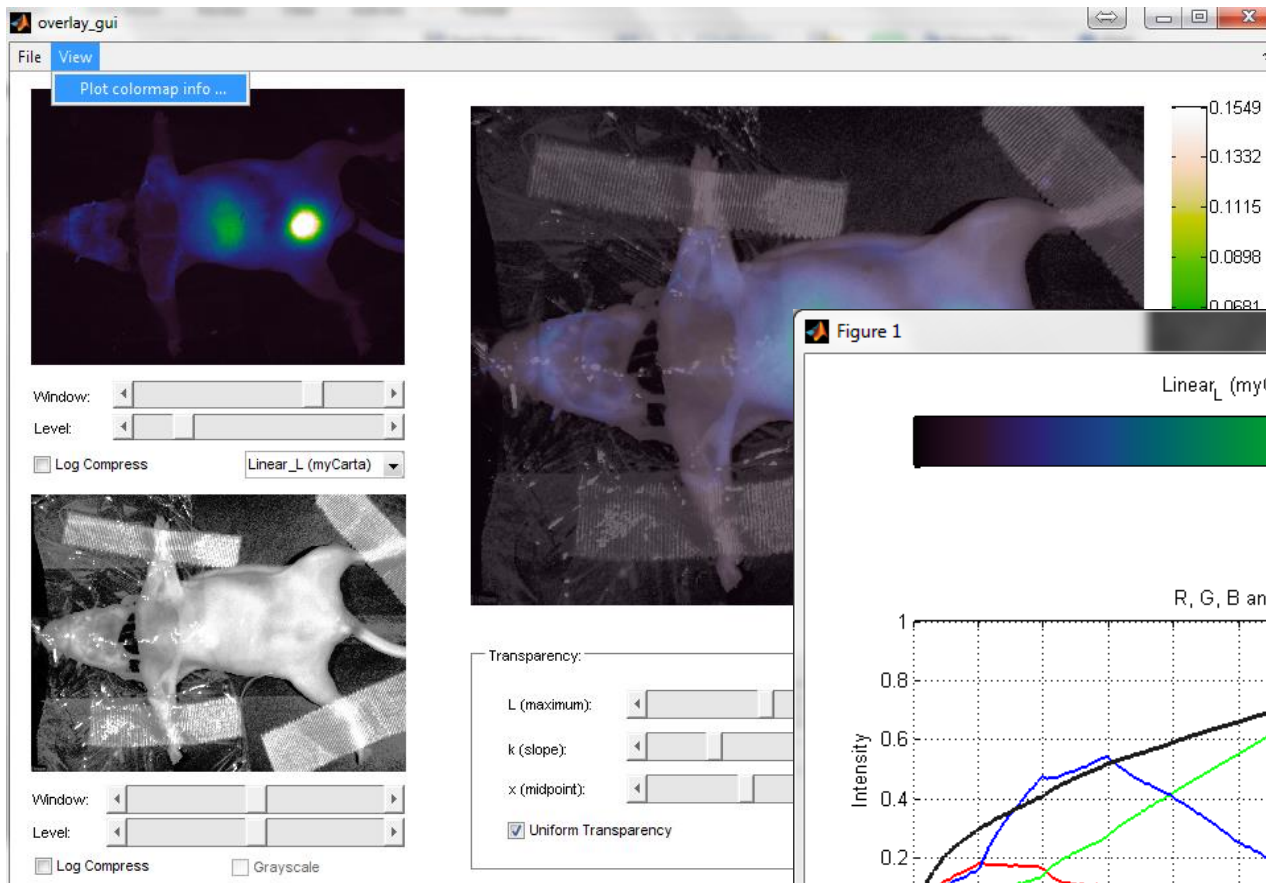 overlay_gui
File View
Plot colormap info ...
0.1549
0.1332
0.1115
0.0898
0.0681
Window:
Level:
Log Compress
Linear_L (myCarta)
Window:
Level:
Log Compress
Grayscale
Transparency:
L (maximum):
k (slope):
x (midpoint):
Uniform Transparency
Figure 1
Linear_L (my
R, G, B an
1
0.8
0.6
0.4
0.2
Intensity